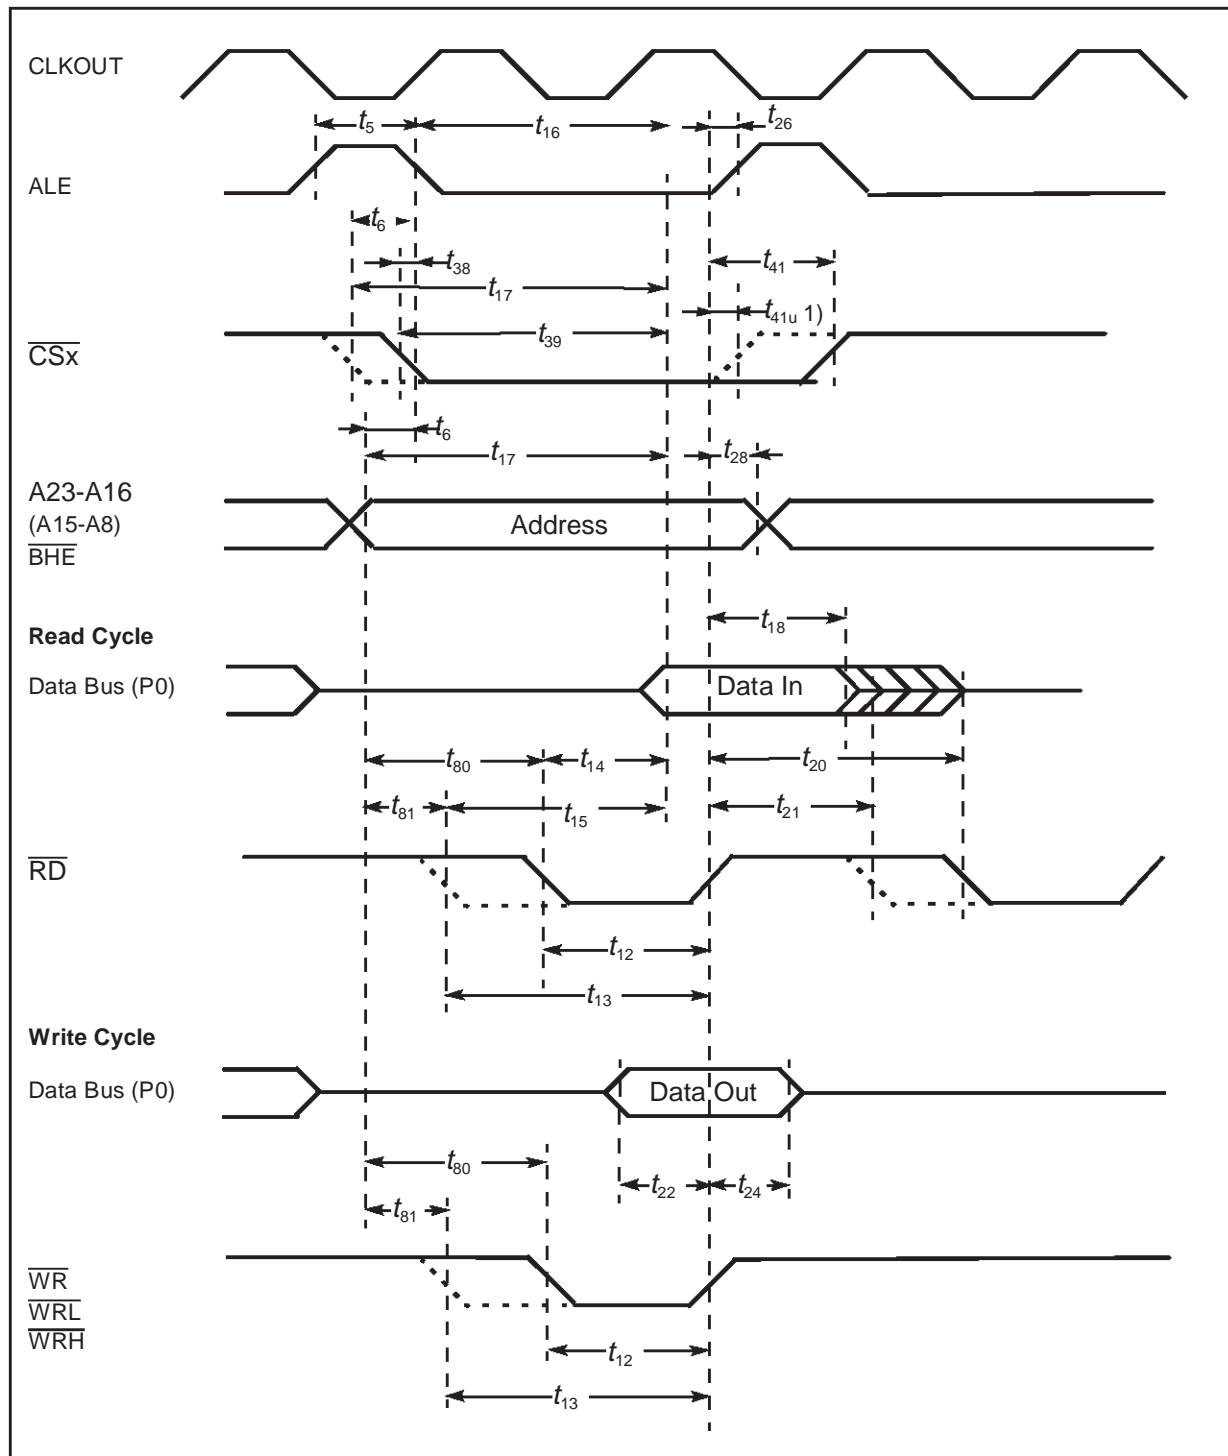 CLKOUT
t5 t16 t26
ALE
t6
t38 t41
t17
t41u 1)
t39
CSx
t6
t17 t28
A23-A16
(A15-A8)
BHE
Address
t18
Read Cycle
Data Bus (P0)
Data In
t80 t14 t20
t81 t15 t21
RD
t12
t13
Write Cycle
Data Bus (P0)
Data Out
t80
t22 t24
t81
WR
WRL
WRH
t12
t13